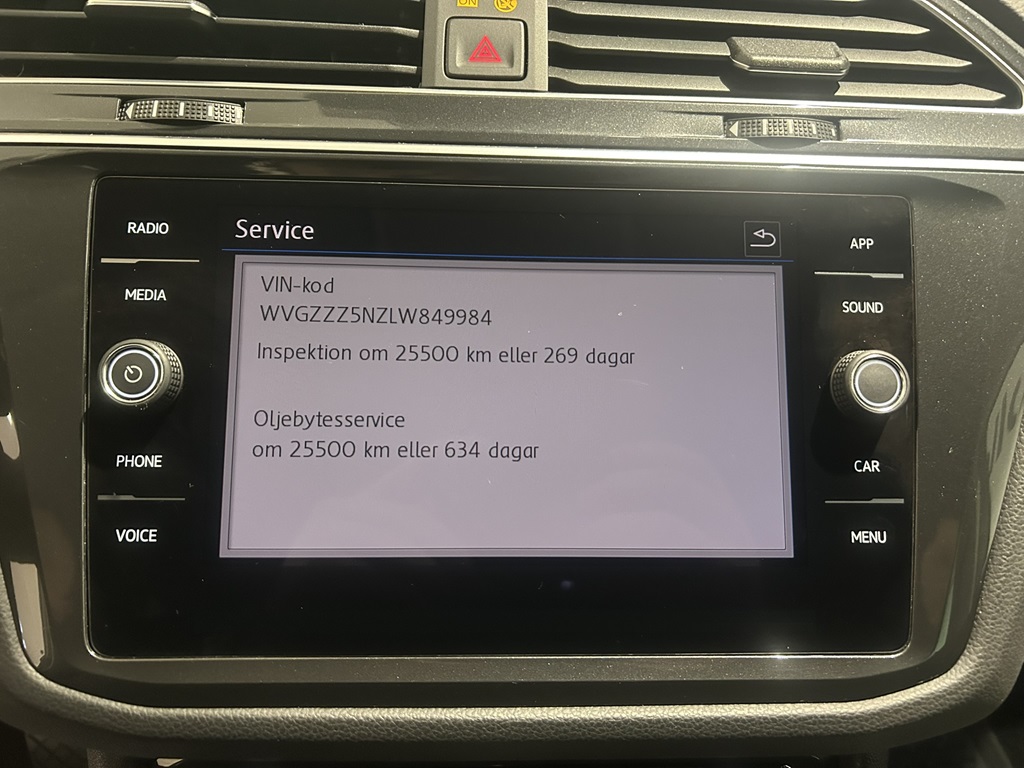 ON
RADIO
MEDIA
PHONE
VOICE
Service
VIN-kod
WVGZZZ5NZLW849984
Inspektion om 25500 km eller 269 dagar
Oljebytesservice
om 25500 km eller 634 dagar
APP
SOUND
CAR
MENU